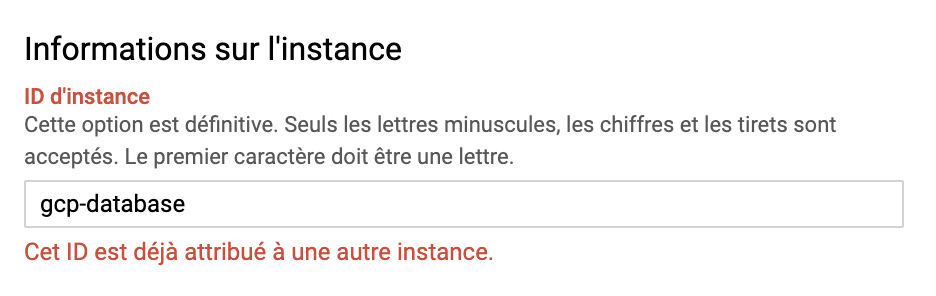 Informations sur l'instance
ID d'instance
Cette option est définitive. Seuls les lettres minuscules, les chiffres et les tirets sont
acceptés. Le premier caractère doit être une lettre.
gcp-database
Cet ID est déjà attribué à une autre instance.